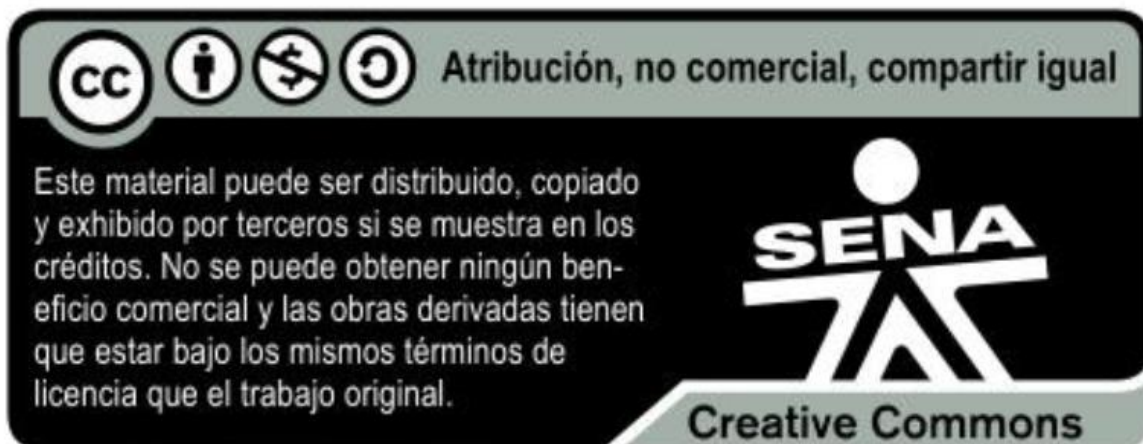 cc Atribución, no comercial, compartir igual
Este material puede ser distribuido, copiado
y exhibido por terceros si se muestra en los
créditos. No se puede obtener ningún ben-
eficio comercial y las obras derivadas tienen
que estar bajo los mismos términos de
licencia que el trabajo original.
SENA
Creative Commons